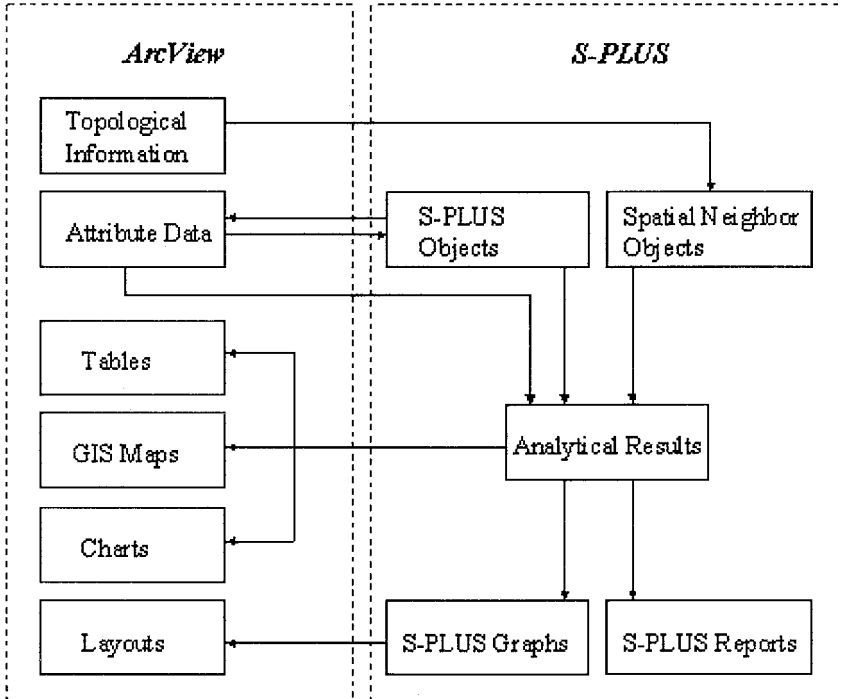 ArcView
S-PLUS
Topological
Information
Attribute Data
S-PLUS
Objects
Spatial Neighbor
Objects
Tables
GIS Maps
Analytical Results
Charts
Layouts
S-PLUS Graphs
S-PLUS Reports